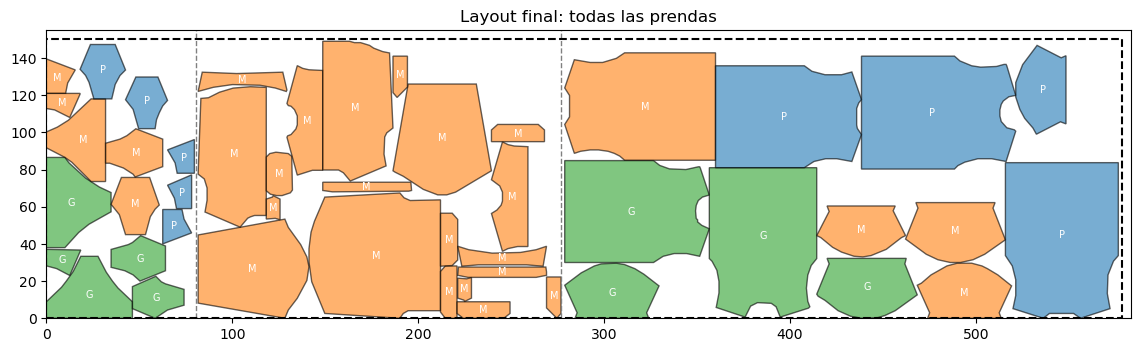 Layout final: todas las prendas
140
120
100
80
60
40
20
0
M P
M P
M M P
G M P
P
G G
G G
M M M M
M M M M
M M M
M M M M M
M M M M
M P P P
G G M M P
G G M
0 100 200 300 400 500